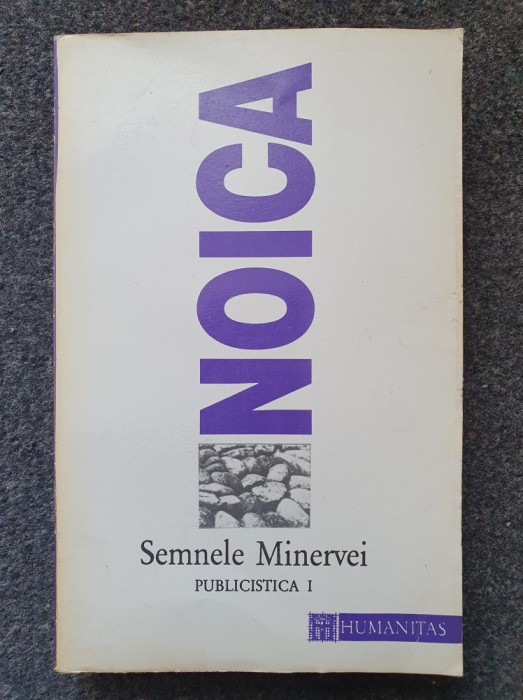 NOICA
Semnele Minervei
PUBLICISTICA I
HUMANITAS